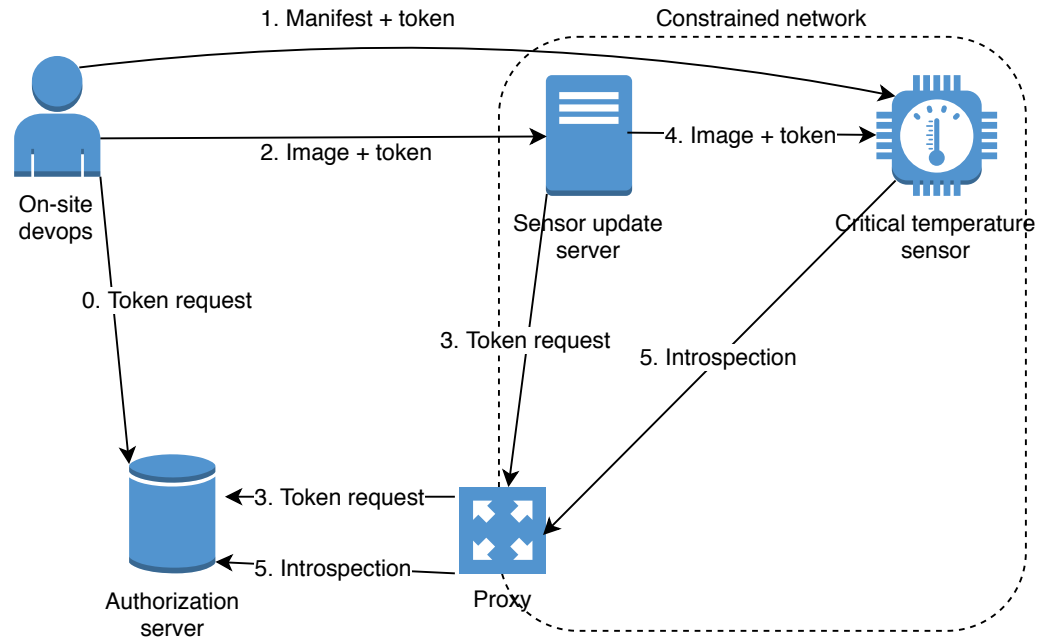 1. Manifest + token
Constrained network
2. Image + token
4. Image + token
On-site
devops
Sensor update
server
Critical temperature
sensor
0. Token request
3. Token request
5. Introspection
3. Token request
5. Introspection
Authorization
server
Proxy